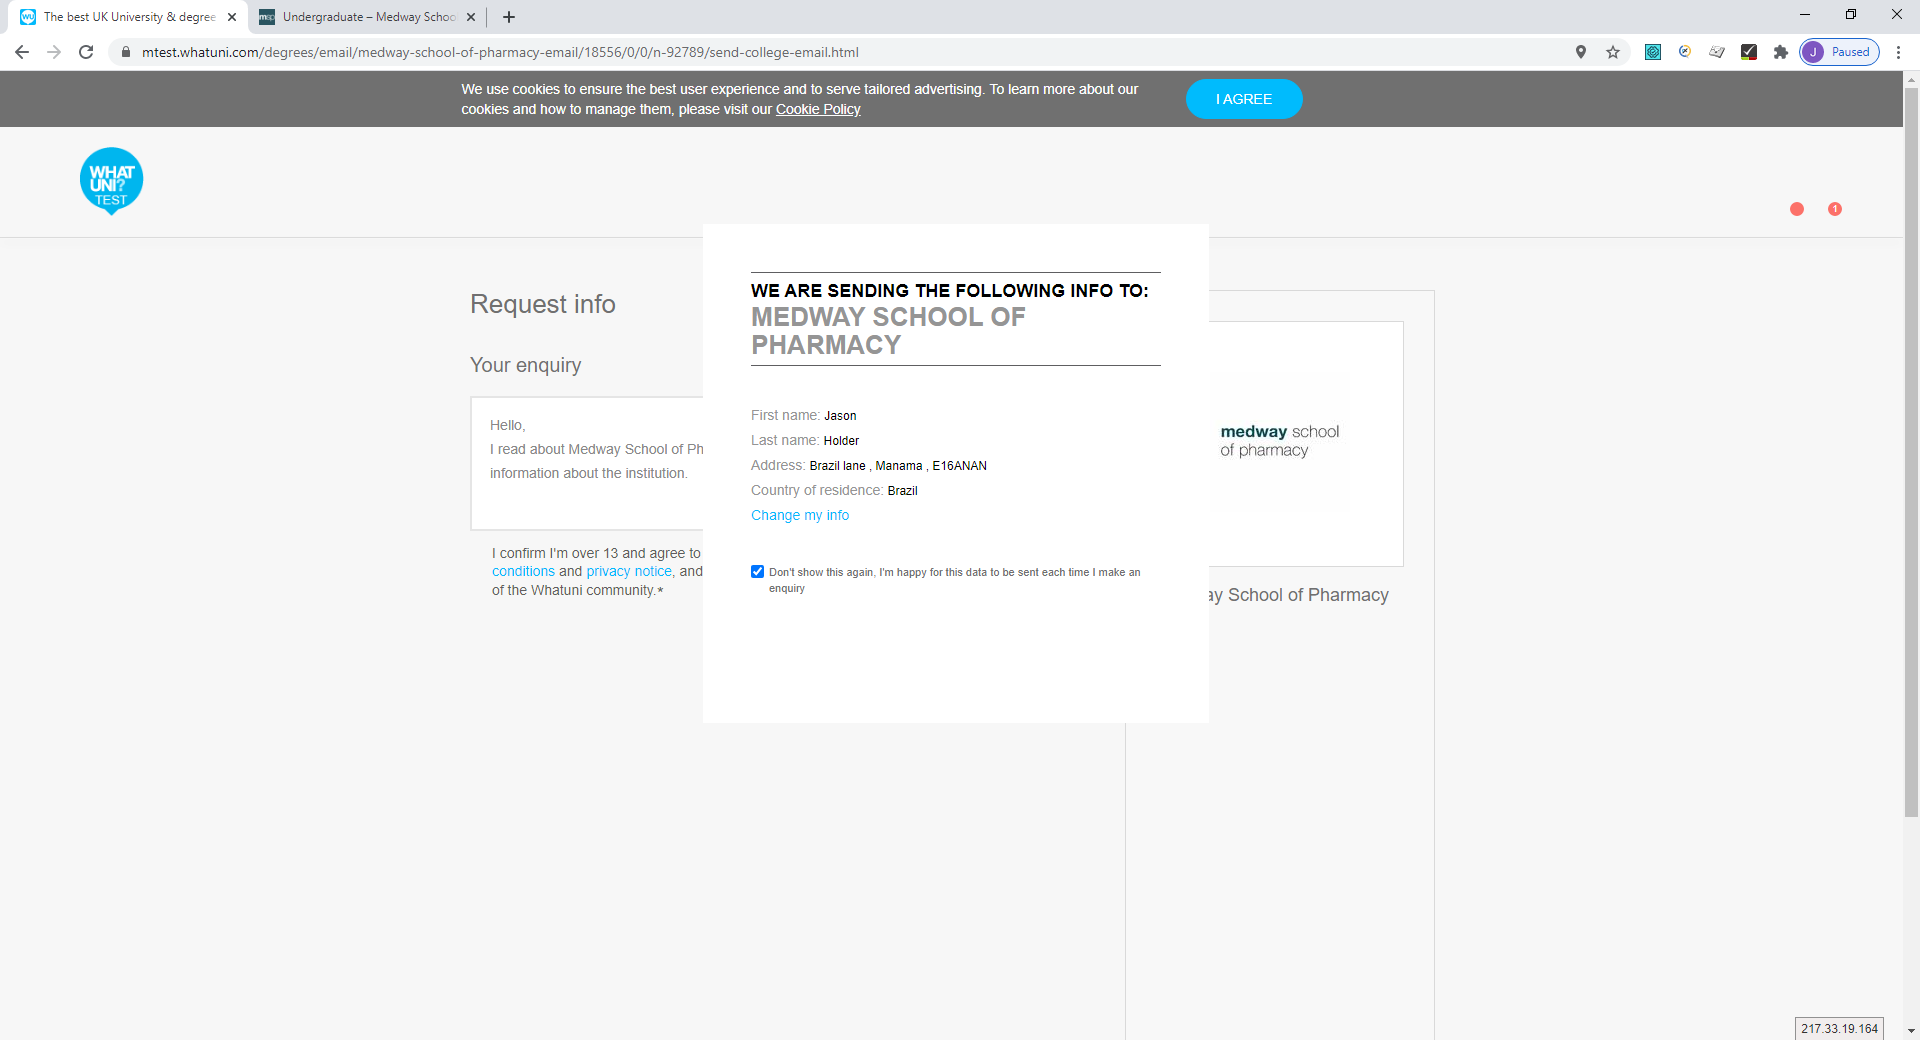 The best UK University & degree
Undergraduate – Medway Schoo
mtest.whatuni.com/degrees/email/medway-school-of-pharmacy-email/18556/0/0/n-92789/send-college-email.html
J Paused
We use cookies to ensure the best user experience and to serve tailored advertising. To learn more about our
cookies and how to manage them, please visit our Cookie Policy
I AGREE
WHAT
UNI?
TEST
1
Request info
Your enquiry
Hello,
I read about Medway School of Ph
information about the institution.
I confirm I'm over 13 and agree to
conditions and privacy notice, and
of the Whatuni community.*
WE ARE SENDING THE FOLLOWING INFO TO:
MEDWAY SCHOOL OF
PHARMACY
First name: Jason
Last name: Holder
Address: Brazil lane , Manama , E16ANAN
Country of residence: Brazil
Change my info
Don't show this again, I'm happy for this data to be sent each time I make an
enquiry
medway school
of pharmacy
ay School of Pharmacy
217.33.19.164